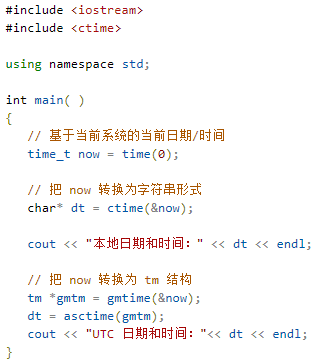 #include <iostream>
#include <ctime>

using namespace std;

int main( )
{
   // 基于当前系统的当前日期/时间
   time_t now = time(0);
   
   // 把 now 转换为字符串形式
   char* dt = ctime(&now);
 
   cout << "本地日期和时间：" << dt << endl;
 
   // 把 now 转换为 tm 结构
   tm *gmtm = gmtime(&now);
   dt = asctime(gmtm);
   cout << "UTC 日期和时间："<< dt << endl;
}